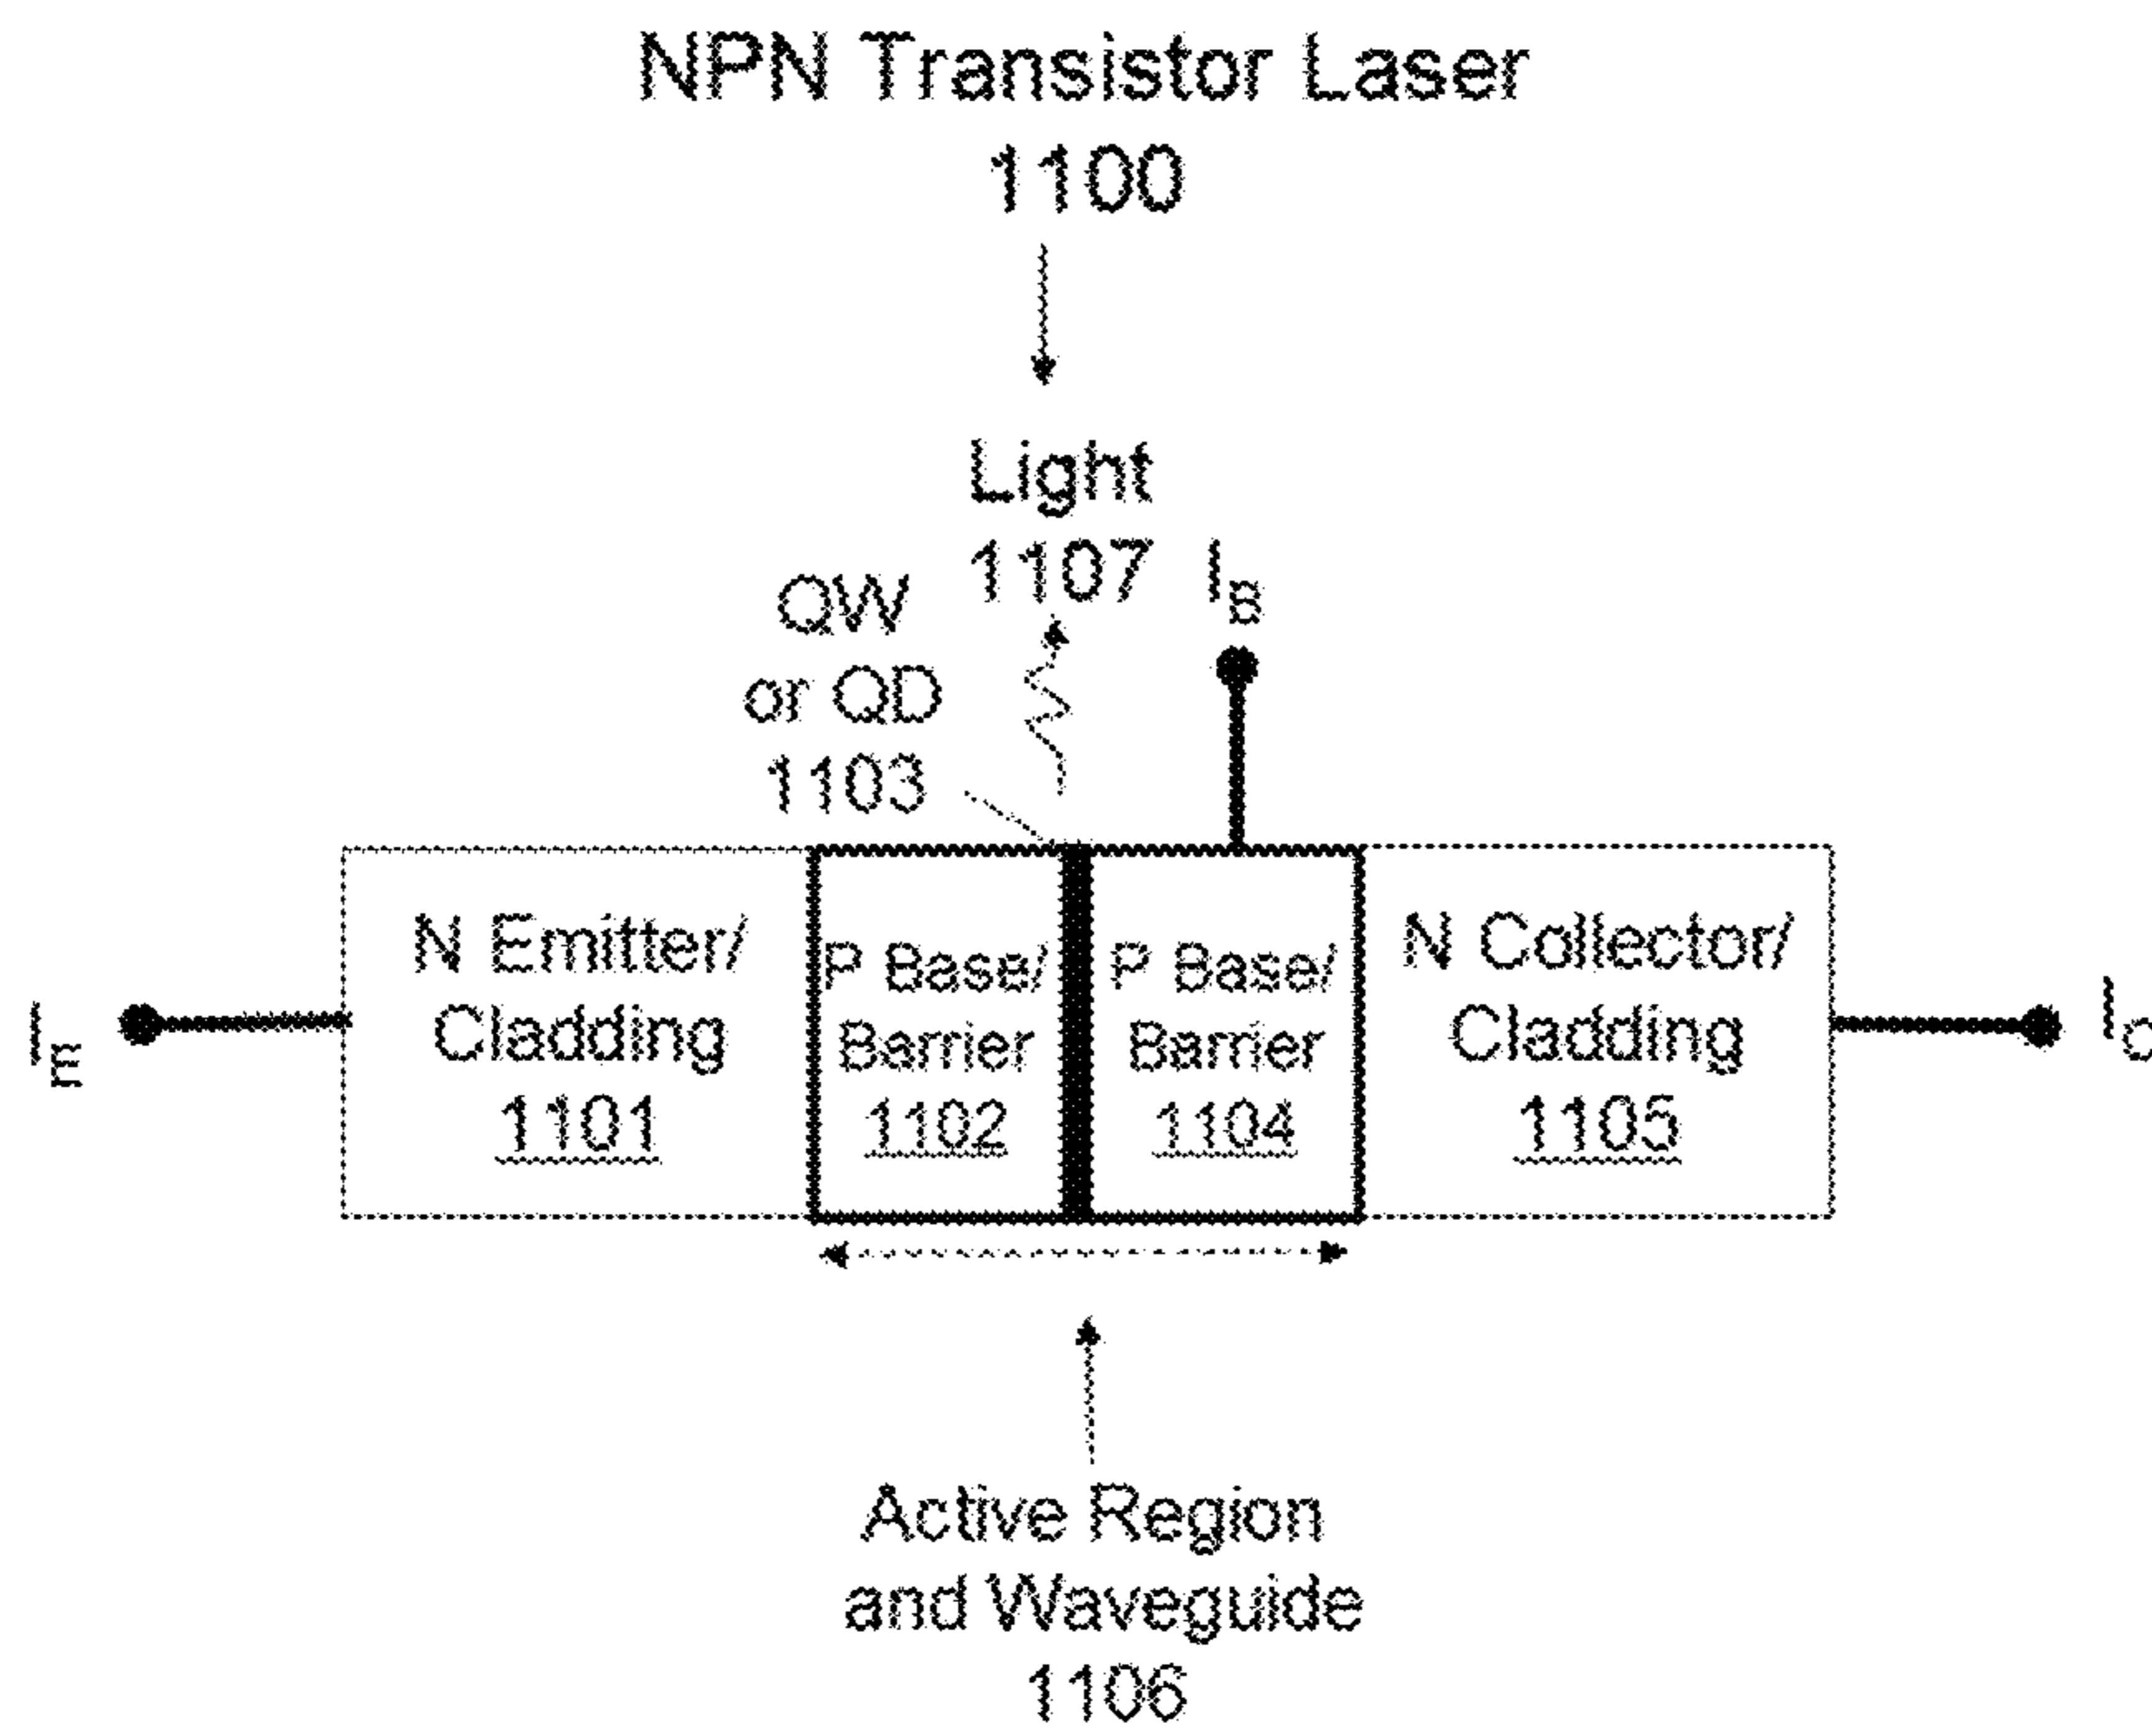 NPN Transistor Laser
1100
Light
1107
I_B
QW
or QD
1103
N Emitter/
Cladding
1101
P Base/
Barrier
1102
P Base/
Barrier
1104
N Collector/
Cladding
1105
I_E
I_C
Active Region
and Waveguide
1106